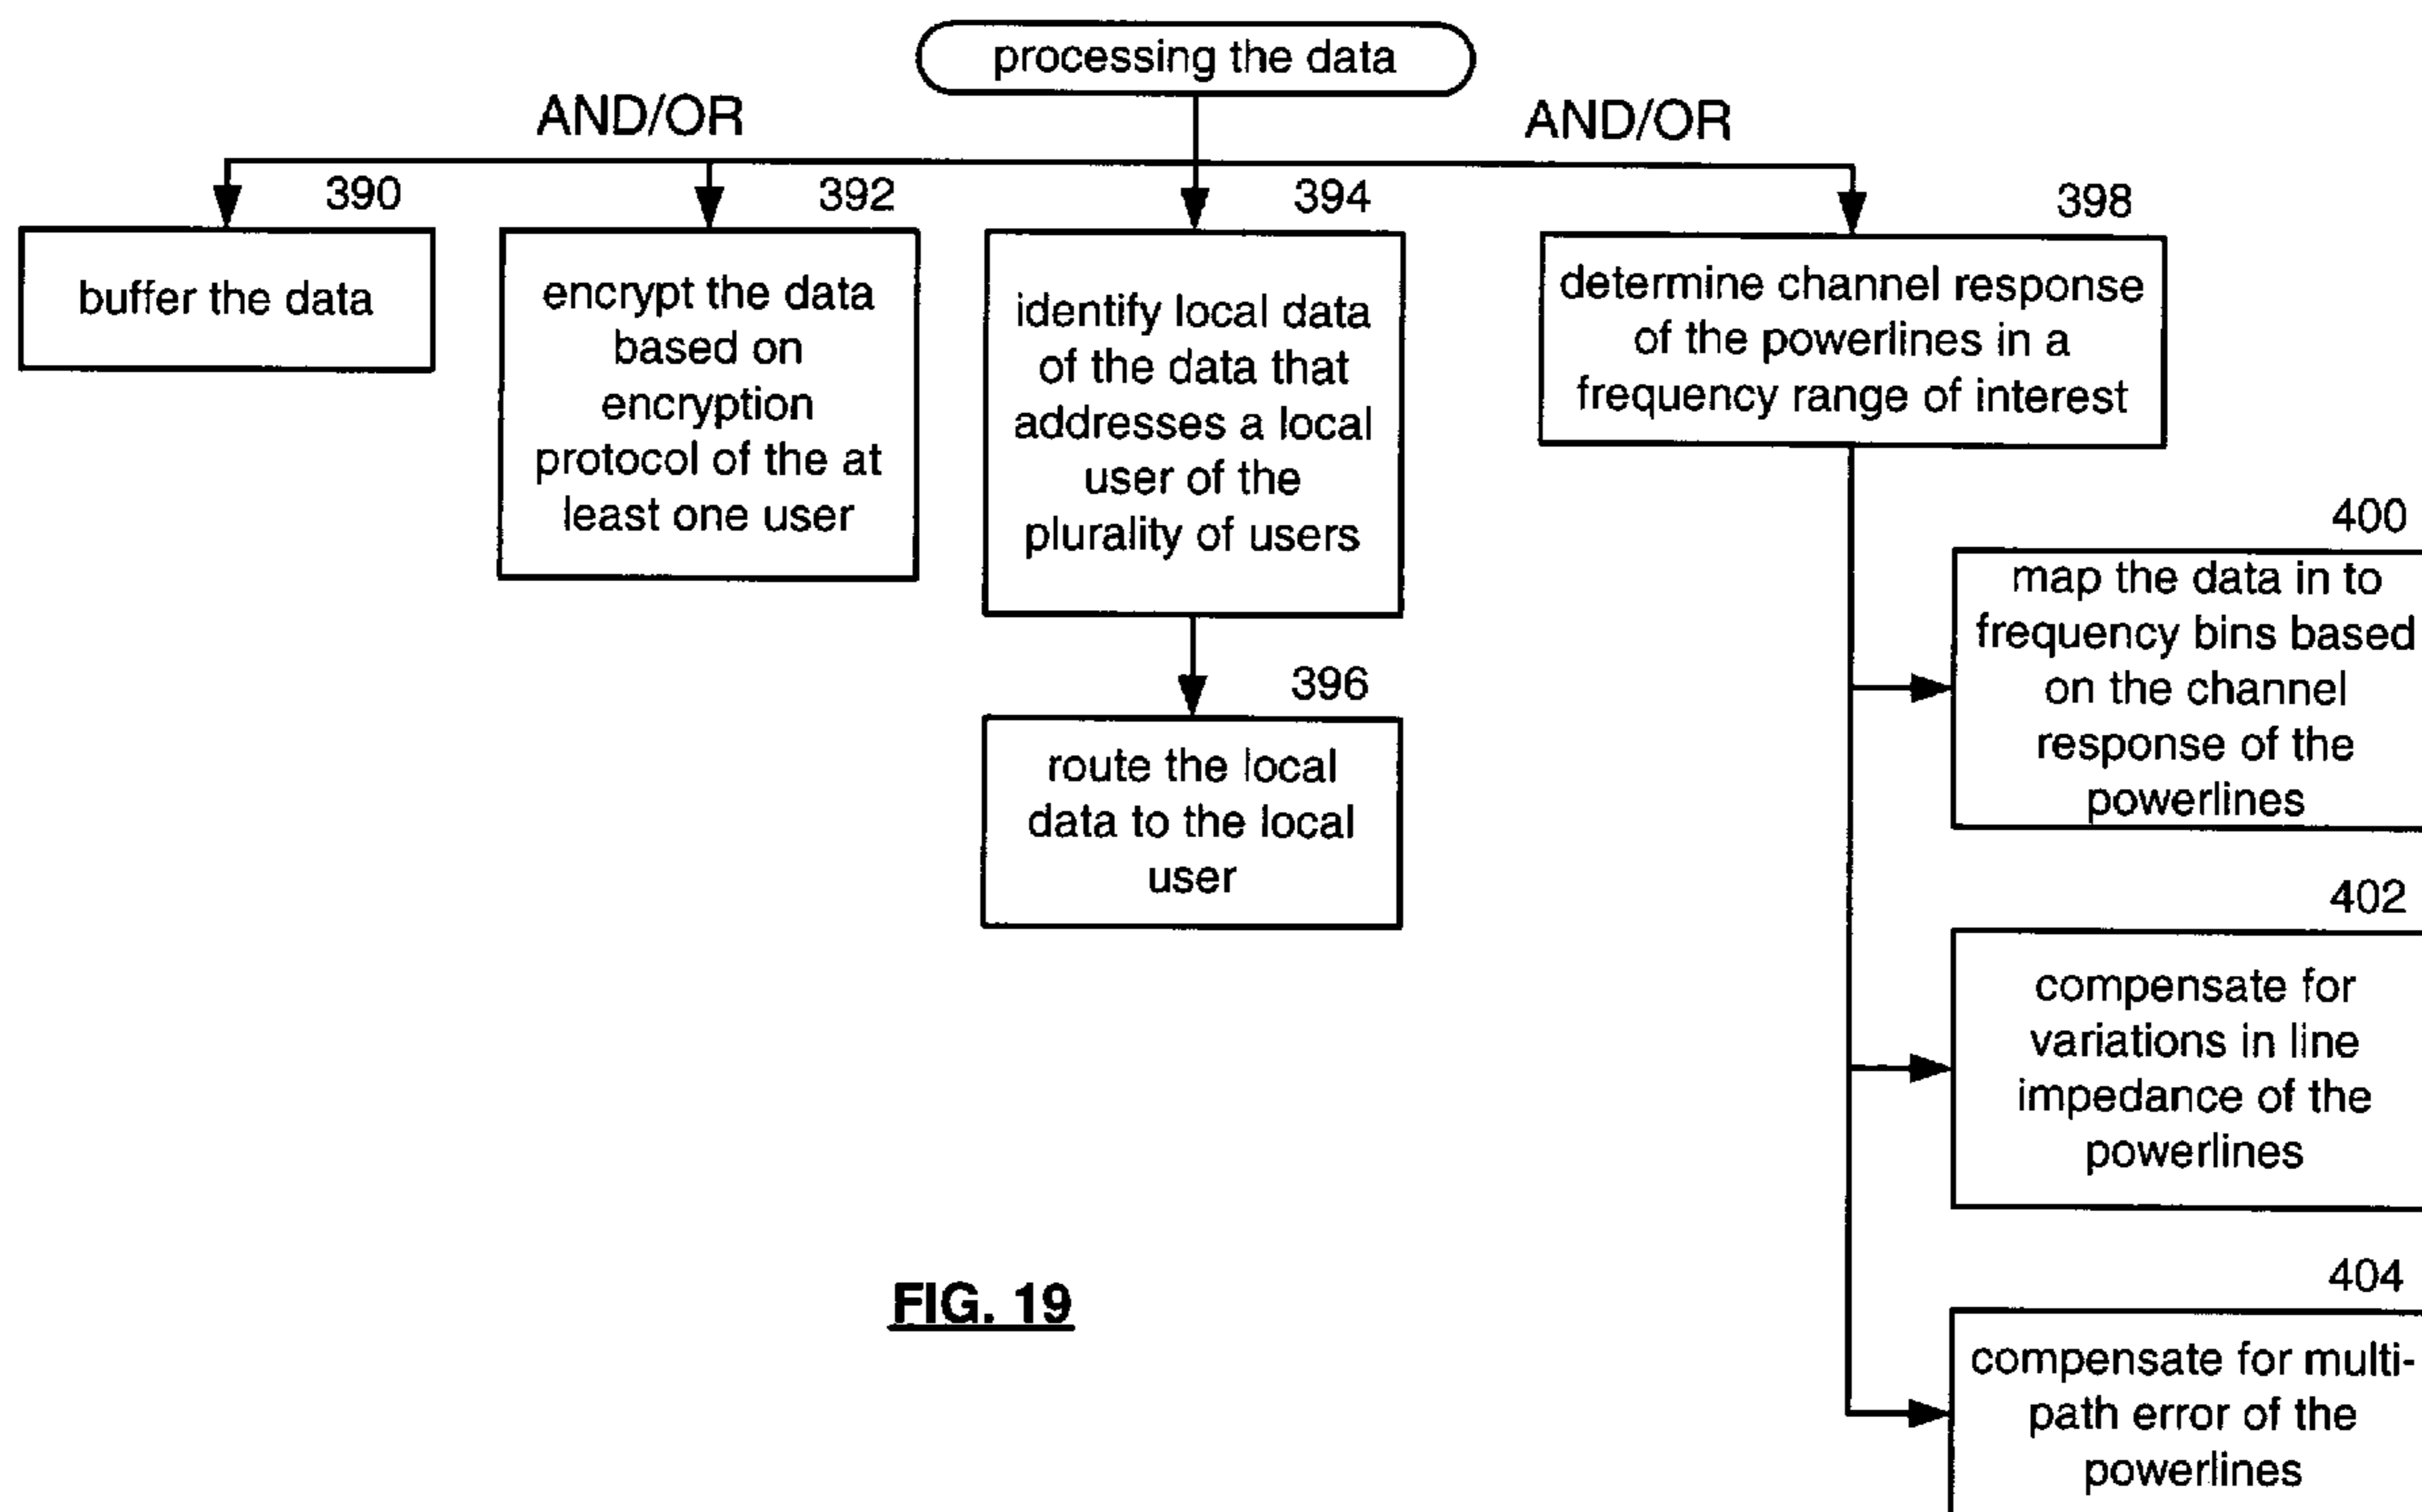 processing the data
AND/OR
AND/OR
390
buffer the data
392
encrypt the data
based on
encryption
protocol of the at
least one user
394
identify local data
of the data that
addresses a local
user of the
plurality of users
396
route the local
data to the local
user
398
determine channel response
of the powerlines in a
frequency range of interest
400
map the data in to
frequency bins based
on the channel
response of the
powerlines
402
compensate for
variations in line
impedance of the
powerlines
404
compensate for multi-
path error of the
powerlines
FIG. 19